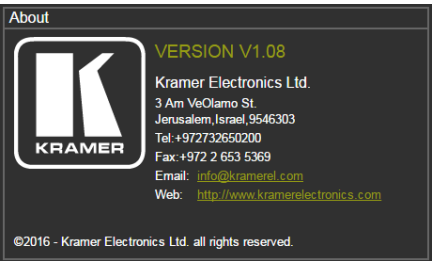 About
KRAMER
VERSION V1.08
Kramer Electronics Ltd.
3 Am VeOlamo St.
Jerusalem,Israel,9546303
Tel:+972732650200
Fax:+972 2 653 5369
Email: info@kramerel.com
Web: http://www.kramerelectronics.com
©2016 - Kramer Electronics Ltd. all rights reserved.